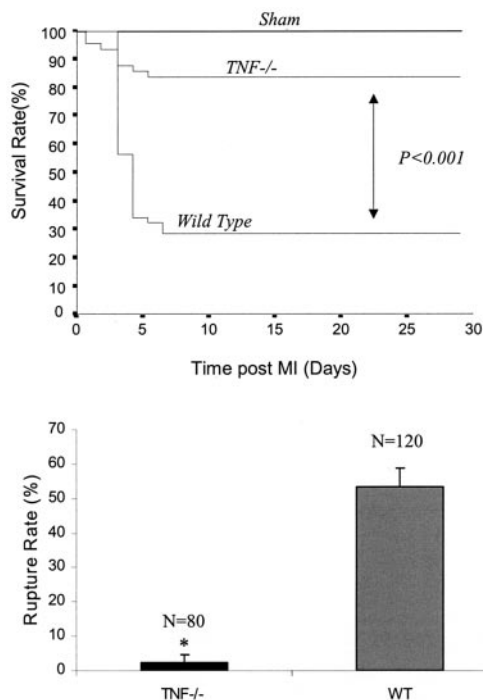 Sham
100
90
80
70
60
50
40
30
20
10
0
Survival Rate(%)
TNF-/-
P<0.001
Wild Type
0 5 10 15 20 25 30
Time post MI (Days)
70
60
50
40
30
20
10
0
Rupture Rate (%)
N=120
N=80
*
TNF-/- WT